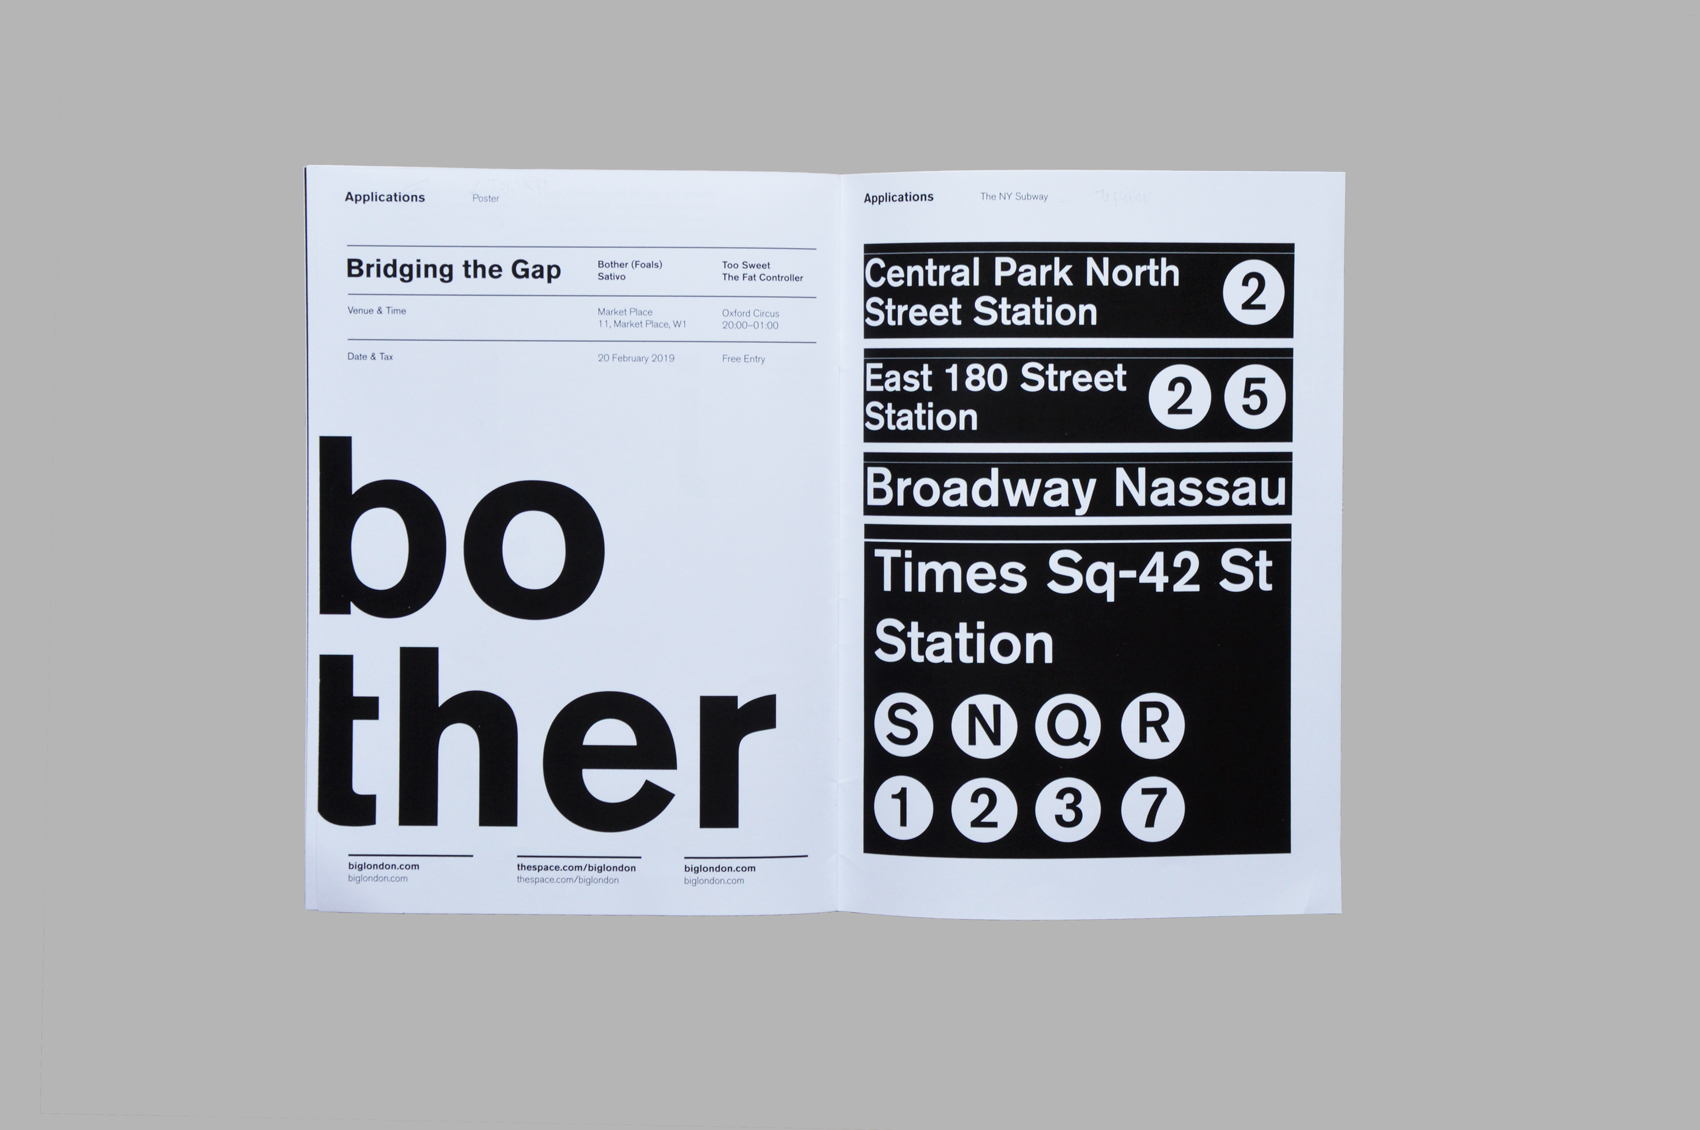 Applications Poster
Bridging the Gap
Bother (Foals)
Sativo
Too Sweet
The Fat Controller
Venue & Time
Market Place
11, Market Place, W1
Oxford Circus
20:00–01:00
Date & Tax
20 February 2019
Free Entry
bo
ther
biglondon.com
biglondon.com
thespace.com/biglondon
thespace.com/biglondon
biglondon.com
biglondon.com
Applications The NY Subway
Central Park North
Street Station
2
East 180 Street
Station
2 5
Broadway Nassau
Times Sq-42 St
Station
S N Q R
1 2 3 7